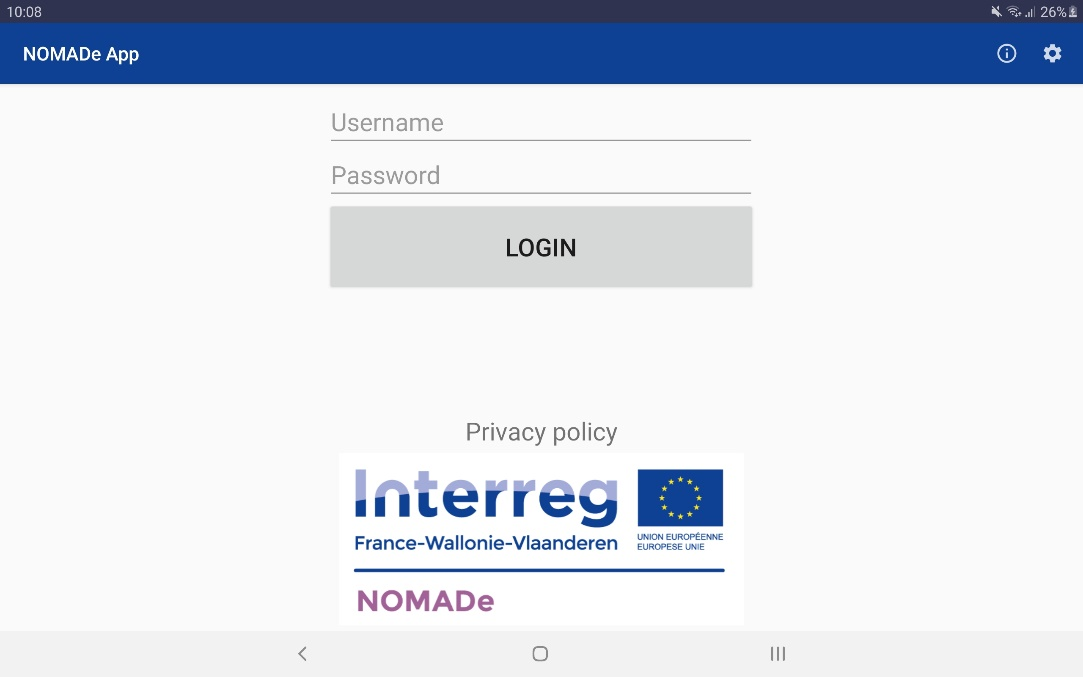 10:08
26%
NOMADe App
Username
Password
LOGIN
Privacy policy
Interreg
France-Wallonie-Vlaanderen
UNION EUROPÉENNE
EUROPESE UNIE
NOMADe